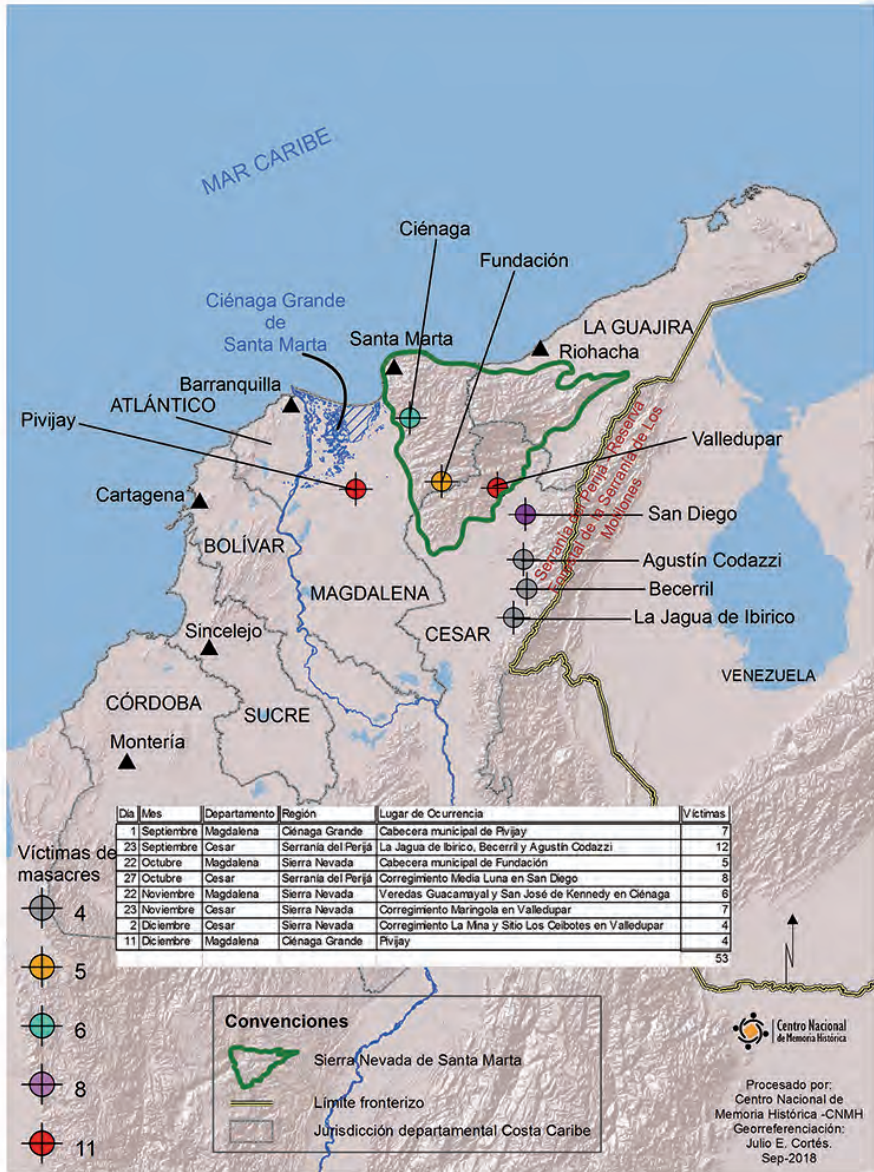 MAR CARIBE
Ciénaga
Fundación
Ciénaga Grande
de
Santa Marta
Santa Marta
LA GUAJIRA
Riohacha
Barranquilla
ATLÁNTICO
Pivijay
Valledupar
Cartagena
San Diego
Serranía del Perijá - Reserva
Forestal de la Serranía de Los
Motilones
BOLÍVAR
Agustín Codazzi
MAGDALENA
Becerril
CESAR
La Jagua de Ibirico
Sincelejo
VENEZUELA
CÓRDOBA
SUCRE
Montería
Día Mes Departamento Región Lugar de Ocurrencia Víctimas
1 Septiembre Magdalena Ciénaga Grande Cabecera municipal de Pivijay 7
23 Septiembre Cesar Serranía del Perijá La Jagua de Ibirico, Becerril y Agustín Codazzi 12
22 Octubre Magdalena Sierra Nevada Cabecera municipal de Fundación 5
27 Octubre Cesar Serranía del Perijá Corregimiento Media Luna en San Diego 8
22 Noviembre Magdalena Sierra Nevada Veredas Guacamayal y San José de Kennedy en Ciénaga 6
23 Noviembre Cesar Sierra Nevada Corregimiento Maringola en Valledupar 7
2 Diciembre Cesar Sierra Nevada Corregimiento La Mina y Sitio Los Ceibotes en Valledupar 4
11 Diciembre Magdalena Ciénaga Grande Pivijay 4
53
Víctimas de
masacres
4
5
6
8
11
Convenciones
Sierra Nevada de Santa Marta
Límite fronterizo
Jurisdicción departamental Costa Caribe
Centro Nacional
de Memoria Histórica
Procesado por:
Centro Nacional de
Memoria Histórica -CNMH
Georreferenciación:
Julio E. Cortés.
Sep-2018